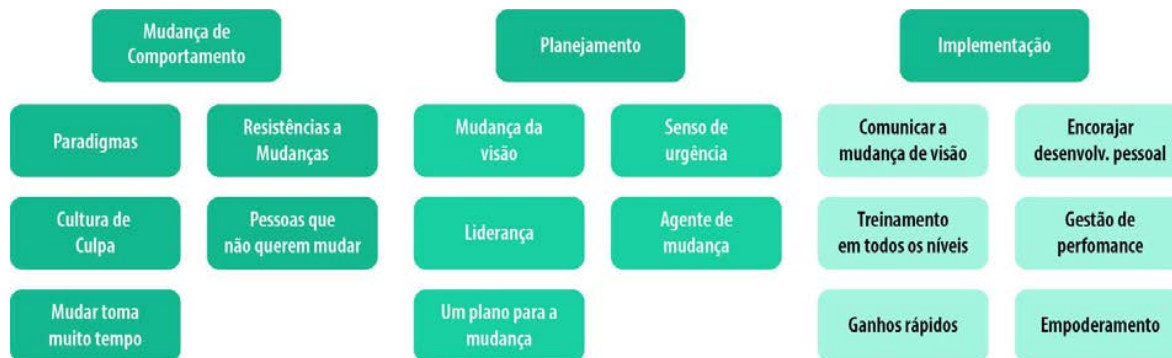 Mudança de
Comportamento
Paradigmas
Resistências a
Mudanças
Cultura de
Culpa
Pessoas que
não querem mudar
Mudar toma
muito tempo
Planejamento
Mudança da
visão
Senso de
urgência
Liderança
Agente de
mudança
Um plano para a
mudança
Implementação
Comunicar a
mudança de visão
Encorajar
desenvolv. pessoal
Treinamento
em todos os níveis
Gestão de
perfomance
Ganhos rápidos
Empoderamento